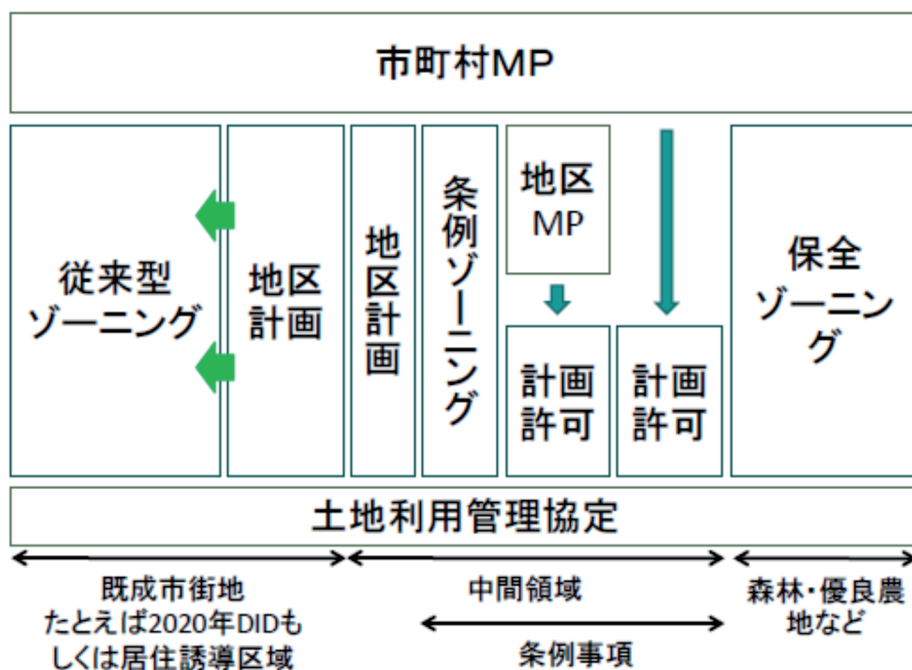 市町村MP
従来型
ゾーニング
地区
計画
地区計画
条例ゾーニング
地区
MP
計画
許可
計画
許可
保全
ゾーニン
グ
土地利用管理協定
既成市街地
たとえば2020年DIDも
しくは居住誘導区域
中間領域
条例事項
森林・優良農
地など